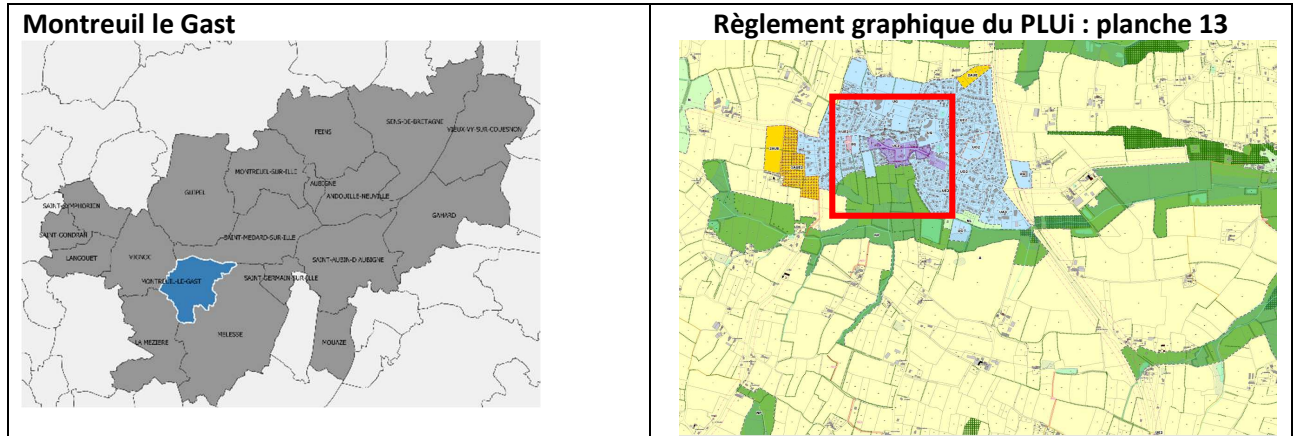 Montreuil le Gast
Règlement graphique du PLUi : planche 13
SENS-DE-BRETAGNE
VIEUX-VY-SUR-COUESNON
FEINS
MONTREUIL-SUR-ILLE
GUIPEL
AUBIGNE
ANDOUILLE-NEUVILLE
GAHARD
SAINT-SYMPHORIEN
SAINT-GONDRAN
SAINT-MEDARD-SUR-ILLE
LANGOUET
VIGNOC
SAINT-AUBIN-D AUBIGNE
MONTREUIL-LE-GAST
SAINT-GERMAIN-SUR-ILLE
LA MEZIERE
MELESSE
MOUAZE